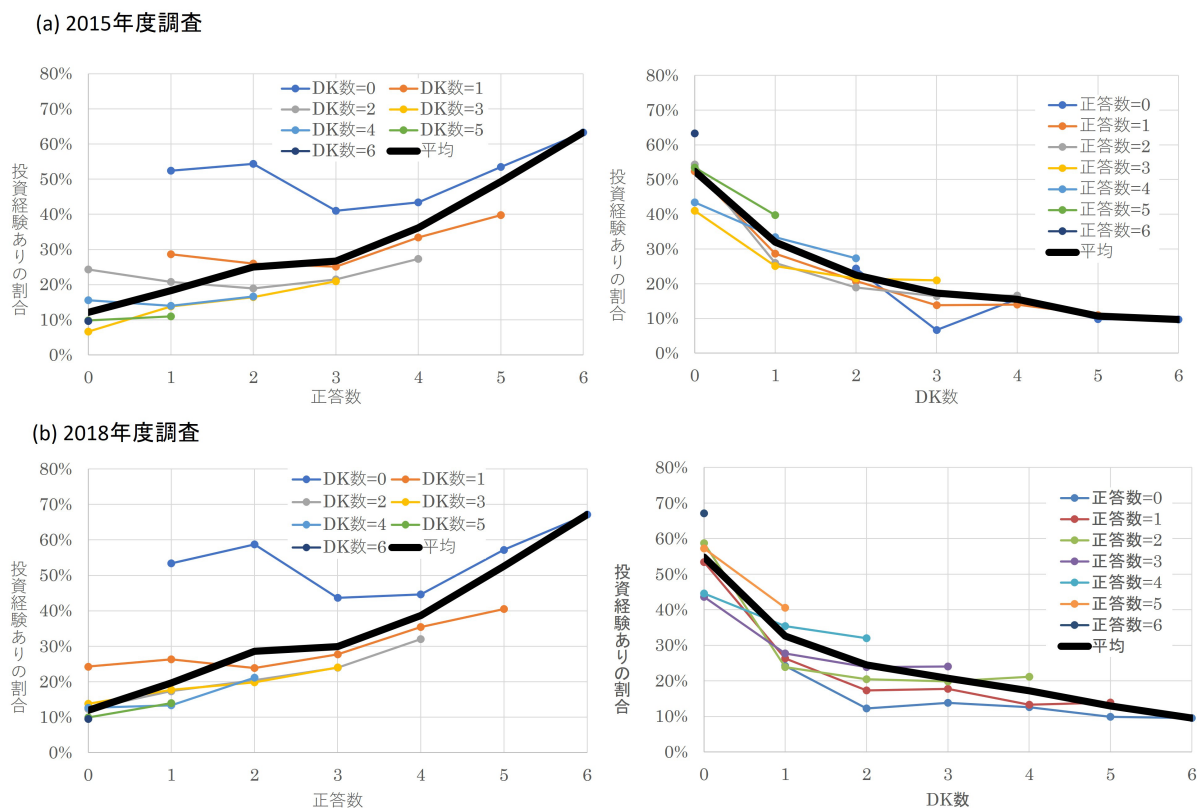 (a) 2015年度調査
80%
70%
60%
50%
40%
30%
20%
10%
0%
投資経験ありの割合
DK数=0 DK数=1
DK数=2 DK数=3
DK数=4 DK数=5
DK数=6 平均
0 1 2 3 4 5 6
正答数
80%
70%
60%
50%
40%
30%
20%
10%
0%
投資経験ありの割合
正答数=0
正答数=1
正答数=2
正答数=3
正答数=4
正答数=5
正答数=6
平均
0 1 2 3 4 5 6
DK数
(b) 2018年度調査
80%
70%
60%
50%
40%
30%
20%
10%
0%
投資経験ありの割合
DK数=0 DK数=1
DK数=2 DK数=3
DK数=4 DK数=5
DK数=6 平均
0 1 2 3 4 5 6
正答数
80%
70%
60%
50%
40%
30%
20%
10%
0%
投資経験ありの割合
正答数=0
正答数=1
正答数=2
正答数=3
正答数=4
正答数=5
正答数=6
平均
0 1 2 3 4 5 6
DK数